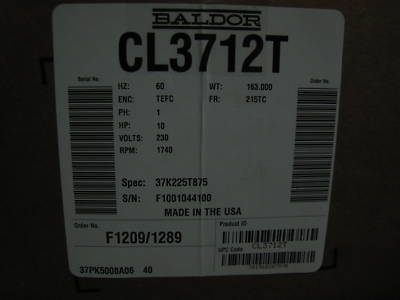 BALDOR
CL3712T
Serial No.
Order No.
HZ: 60 WT: 163.000
ENC: TEFC FR: 215TC
PH: 1
HP: 10
VOLTS: 230
RPM: 1740
Spec: 37K225T875
S/N: F1001044100
MADE IN THE USA
Order No.
F1209/1289
Product ID
CL3712T
UPC Code
37PK5008A06 40